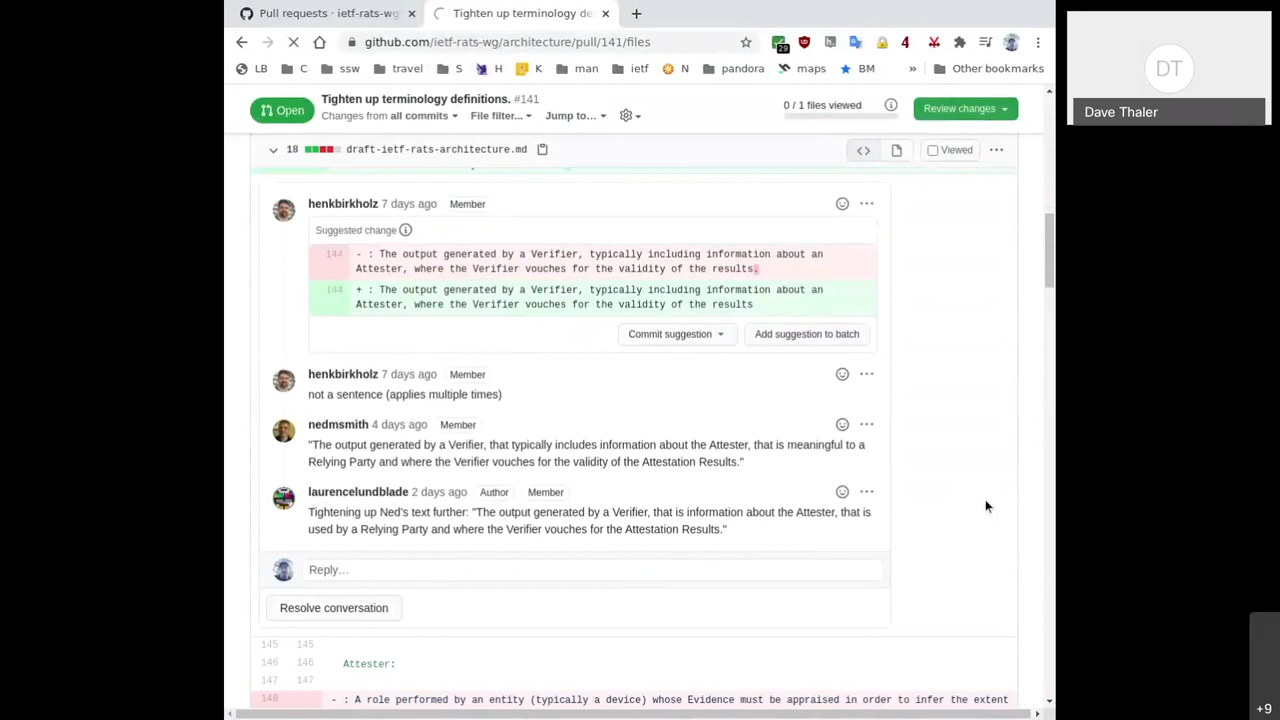 Pull requests · ietf-rats-wg
Tighten up terminology de
github.com/ietf-rats-wg/architecture/pull/141/files
29
4
LB
C
ssw
travel
S
H
K
man
ietf
N
pandora
maps
BM
»
Other bookmarks
DT
Dave Thaler
Open
Tighten up terminology definitions. #141
Changes from all commits
File filter...
Jump to...
0 / 1 files viewed
Review changes
18
draft-ietf-rats-architecture.md
Viewed
henkbirkholz 7 days ago Member
Suggested change
144 - : The output generated by a Verifier, typically including information about an
Attester, where the Verifier vouches for the validity of the results.
144 + : The output generated by a Verifier, typically including information about an
Attester, where the Verifier vouches for the validity of the results
Commit suggestion
Add suggestion to batch
henkbirkholz 7 days ago Member
not a sentence (applies multiple times)
nedmsmith 4 days ago Member
"The output generated by a Verifier, that typically includes information about the Attester, that is meaningful to a
Relying Party and where the Verifier vouches for the validity of the Attestation Results."
laurencelundblade 2 days ago Author Member
Tightening up Ned's text further: "The output generated by a Verifier, that is information about the Attester, that is
used by a Relying Party and where the Verifier vouches for the Attestation Results."
Reply...
Resolve conversation
145 145
146 146 Attester:
147 147
148 - : A role performed by an entity (typically a device) whose Evidence must be appraised in order to infer the extent
+9